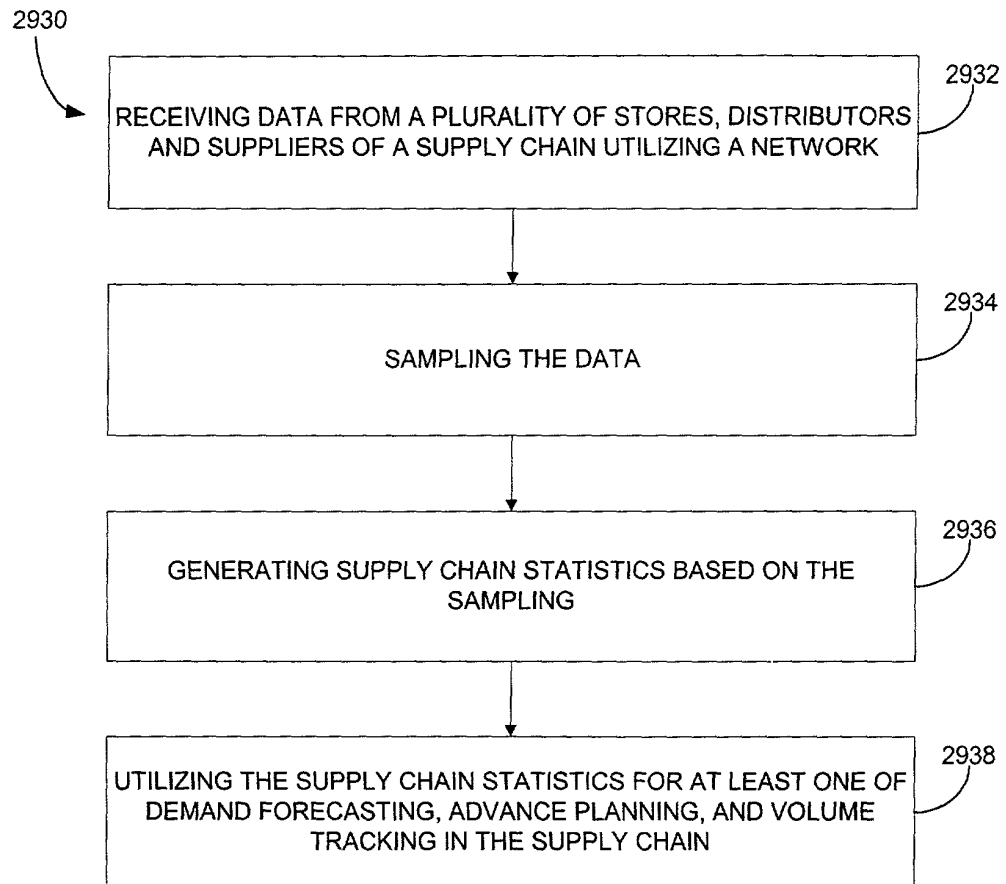 2930
2932
RECEIVING DATA FROM A PLURALITY OF STORES, DISTRIBUTORS
AND SUPPLIERS OF A SUPPLY CHAIN UTILIZING A NETWORK
2934
SAMPLING THE DATA
2936
GENERATING SUPPLY CHAIN STATISTICS BASED ON THE
SAMPLING
2938
UTILIZING THE SUPPLY CHAIN STATISTICS FOR AT LEAST ONE OF
DEMAND FORECASTING, ADVANCE PLANNING, AND VOLUME
TRACKING IN THE SUPPLY CHAIN